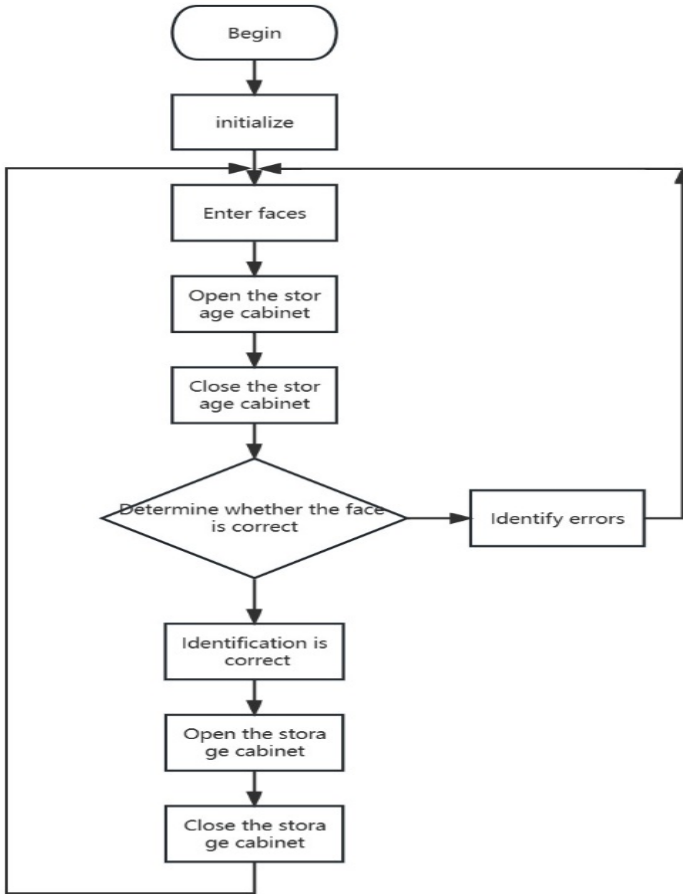 Begin
initialize
Enter faces
Open the stor
age cabinet
Close the stor
age cabinet
Determine whether the face
is correct
Identify errors
Identification is
correct
Open the stora
ge cabinet
Close the stora
ge cabinet